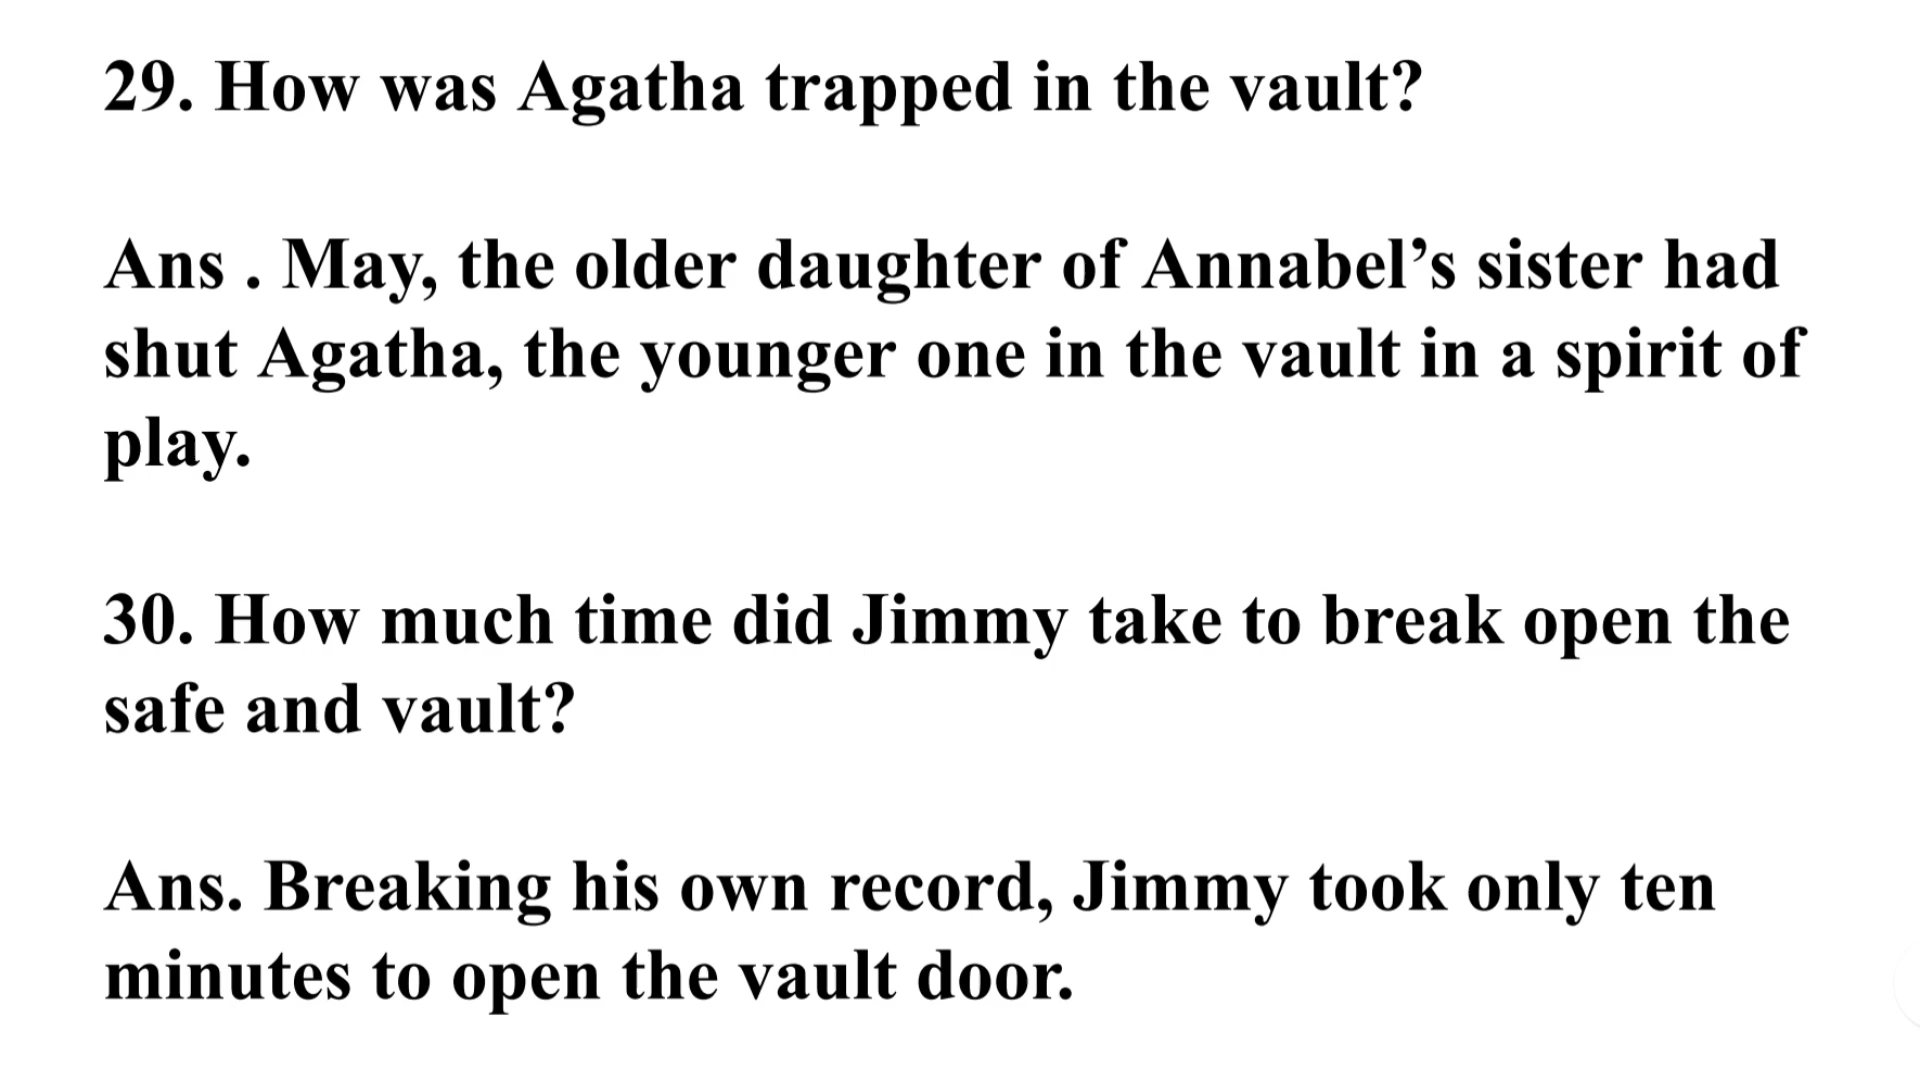 29. How was Agatha trapped in the vault?
Ans . May, the older daughter of Annabel’s sister had
shut Agatha, the younger one in the vault in a spirit of
play.
30. How much time did Jimmy take to break open the
safe and vault?
Ans. Breaking his own record, Jimmy took only ten
minutes to open the vault door.